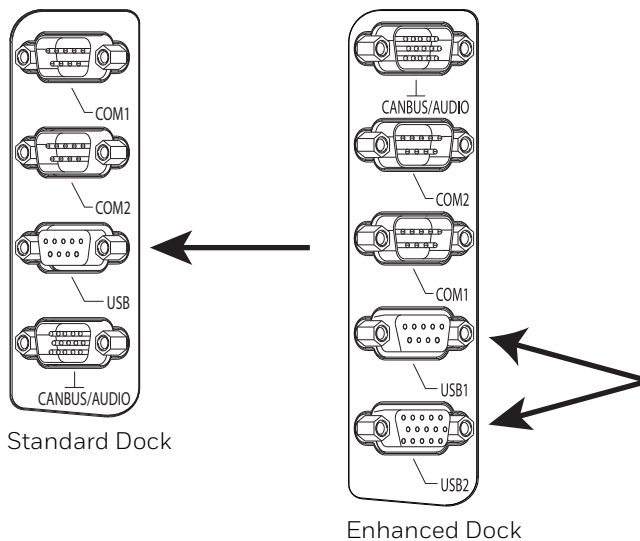 COM1
COM2
USB
CANBUS/AUDIO
Standard Dock
CANBUS/AUDIO
COM2
COM1
USB1
USB2
Enhanced Dock